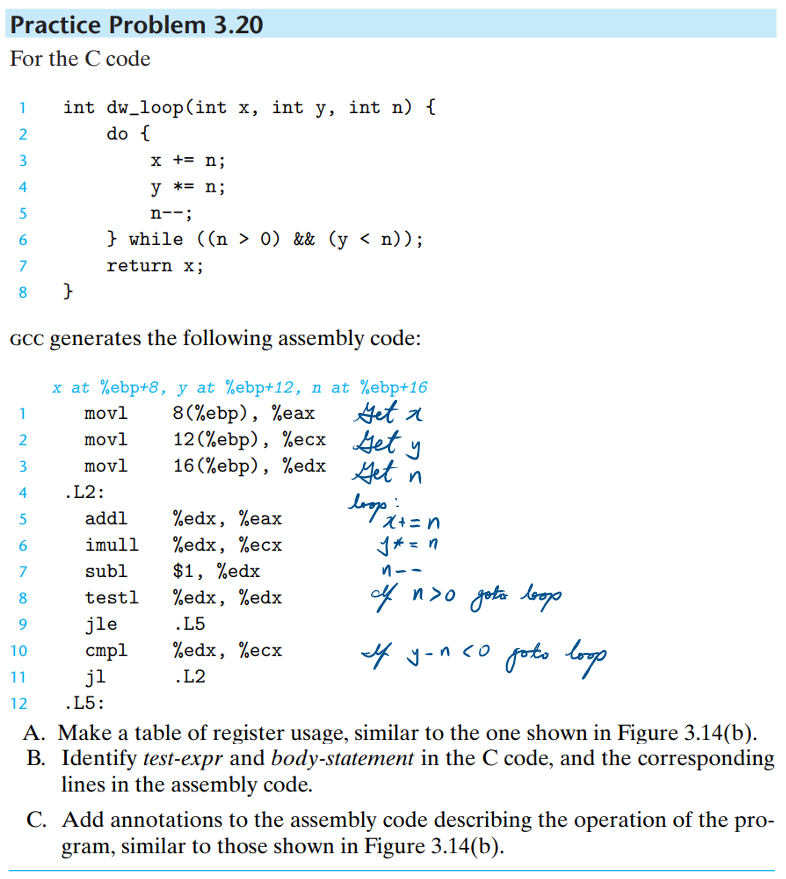 Practice Problem 3.20
For the C code
1 int dw_loop(int x, int y, int n) {
2 do {
3 x += n;
4 y *= n;
5 n--;
6 } while ((n > 0) && (y < n));
7 return x;
8 }
GCC generates the following assembly code:
x at %ebp+8, y at %ebp+12, n at %ebp+16
1 movl 8(%ebp), %eax Get x
2 movl 12(%ebp), %ecx Get y
3 movl 16(%ebp), %edx Get n
4 .L2: loop:
5 addl %edx, %eax x+=n
6 imull %edx, %ecx y*=n
7 subl $1, %edx n--
8 testl %edx, %edx If n>0 goto loop
9 jle .L5
10 cmpl %edx, %ecx If y-n<0 goto loop
11 jl .L2
12 .L5:
A. Make a table of register usage, similar to the one shown in Figure 3.14(b).
B. Identify test-expr and body-statement in the C code, and the corresponding
lines in the assembly code.
C. Add annotations to the assembly code describing the operation of the pro-
gram, similar to those shown in Figure 3.14(b).